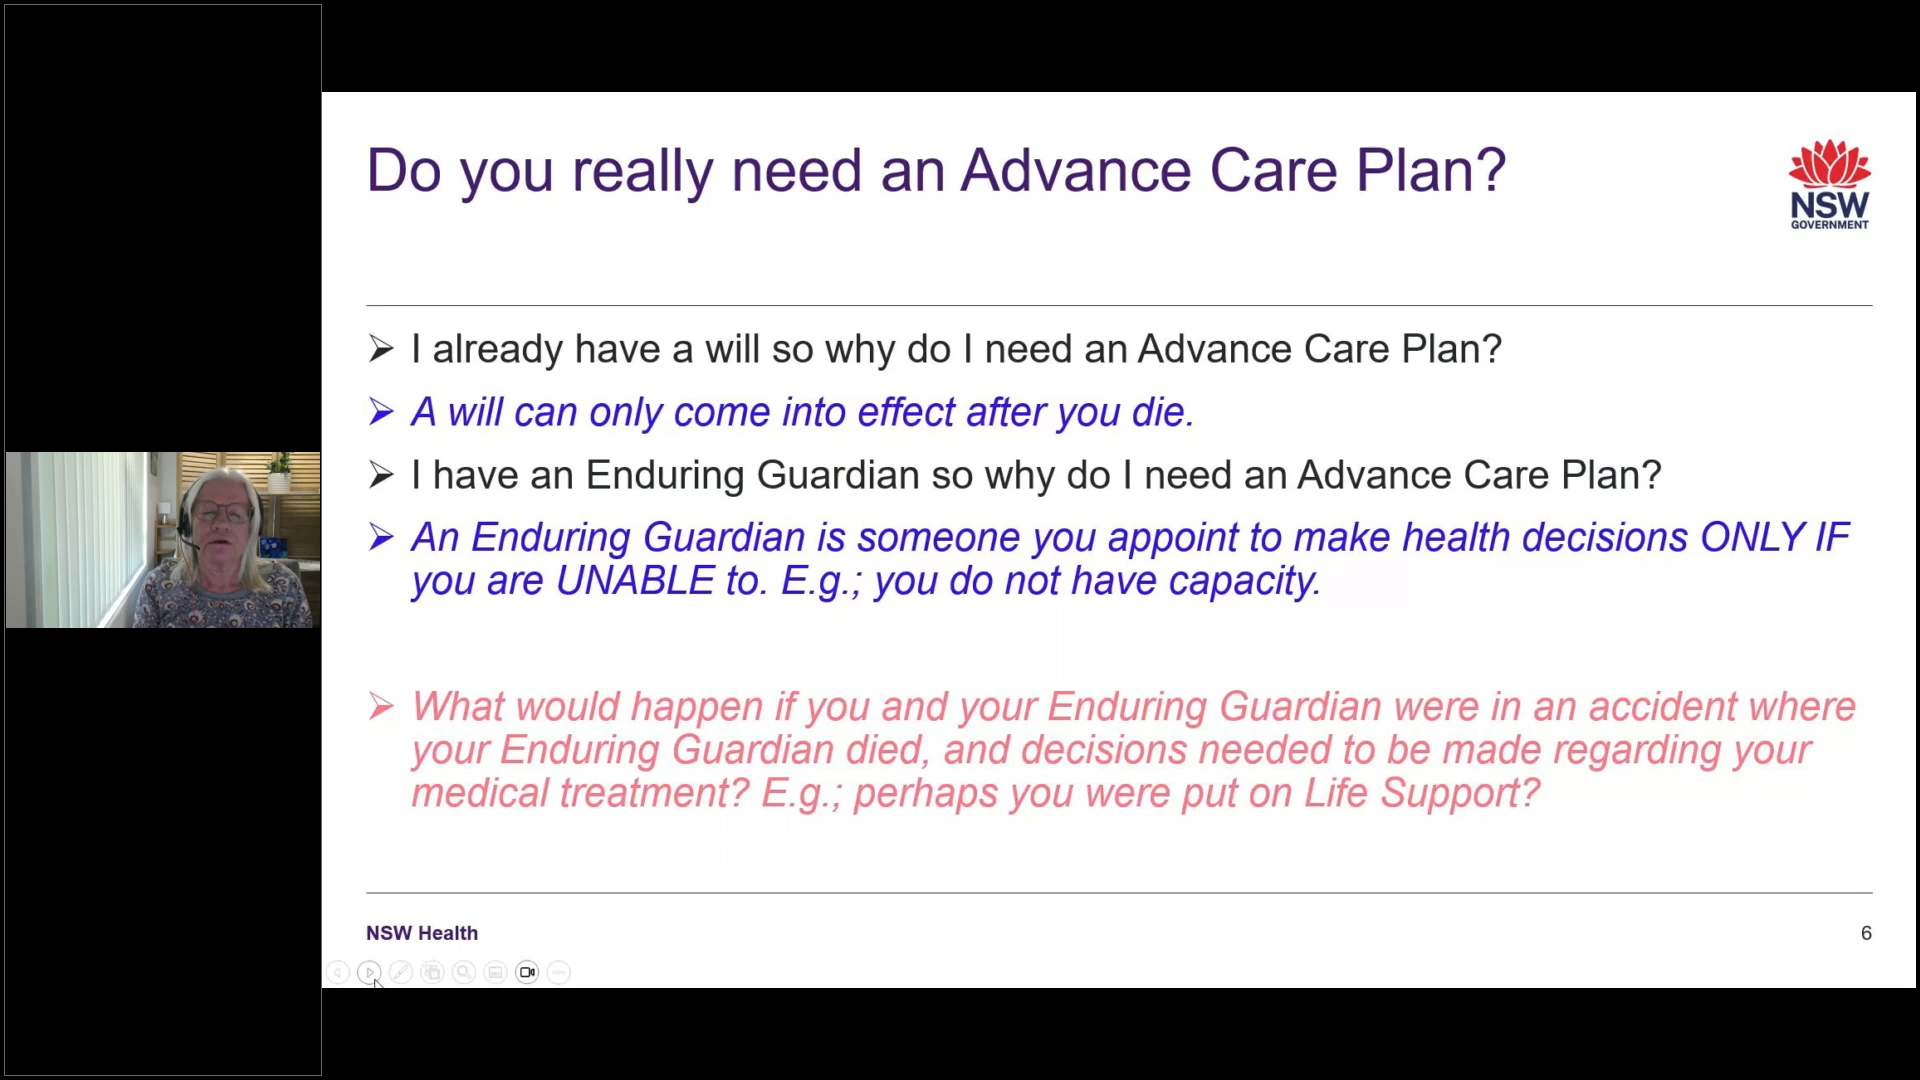 Do you really need an Advance Care Plan?
NSW
GOVERNMENT
➢ I already have a will so why do I need an Advance Care Plan?
➢ A will can only come into effect after you die.
➢ I have an Enduring Guardian so why do I need an Advance Care Plan?
➢ An Enduring Guardian is someone you appoint to make health decisions ONLY IF
you are UNABLE to. E.g.; you do not have capacity.
➢ What would happen if you and your Enduring Guardian were in an accident where
your Enduring Guardian died, and decisions needed to be made regarding your
medical treatment? E.g.; perhaps you were put on Life Support?
NSW Health
6